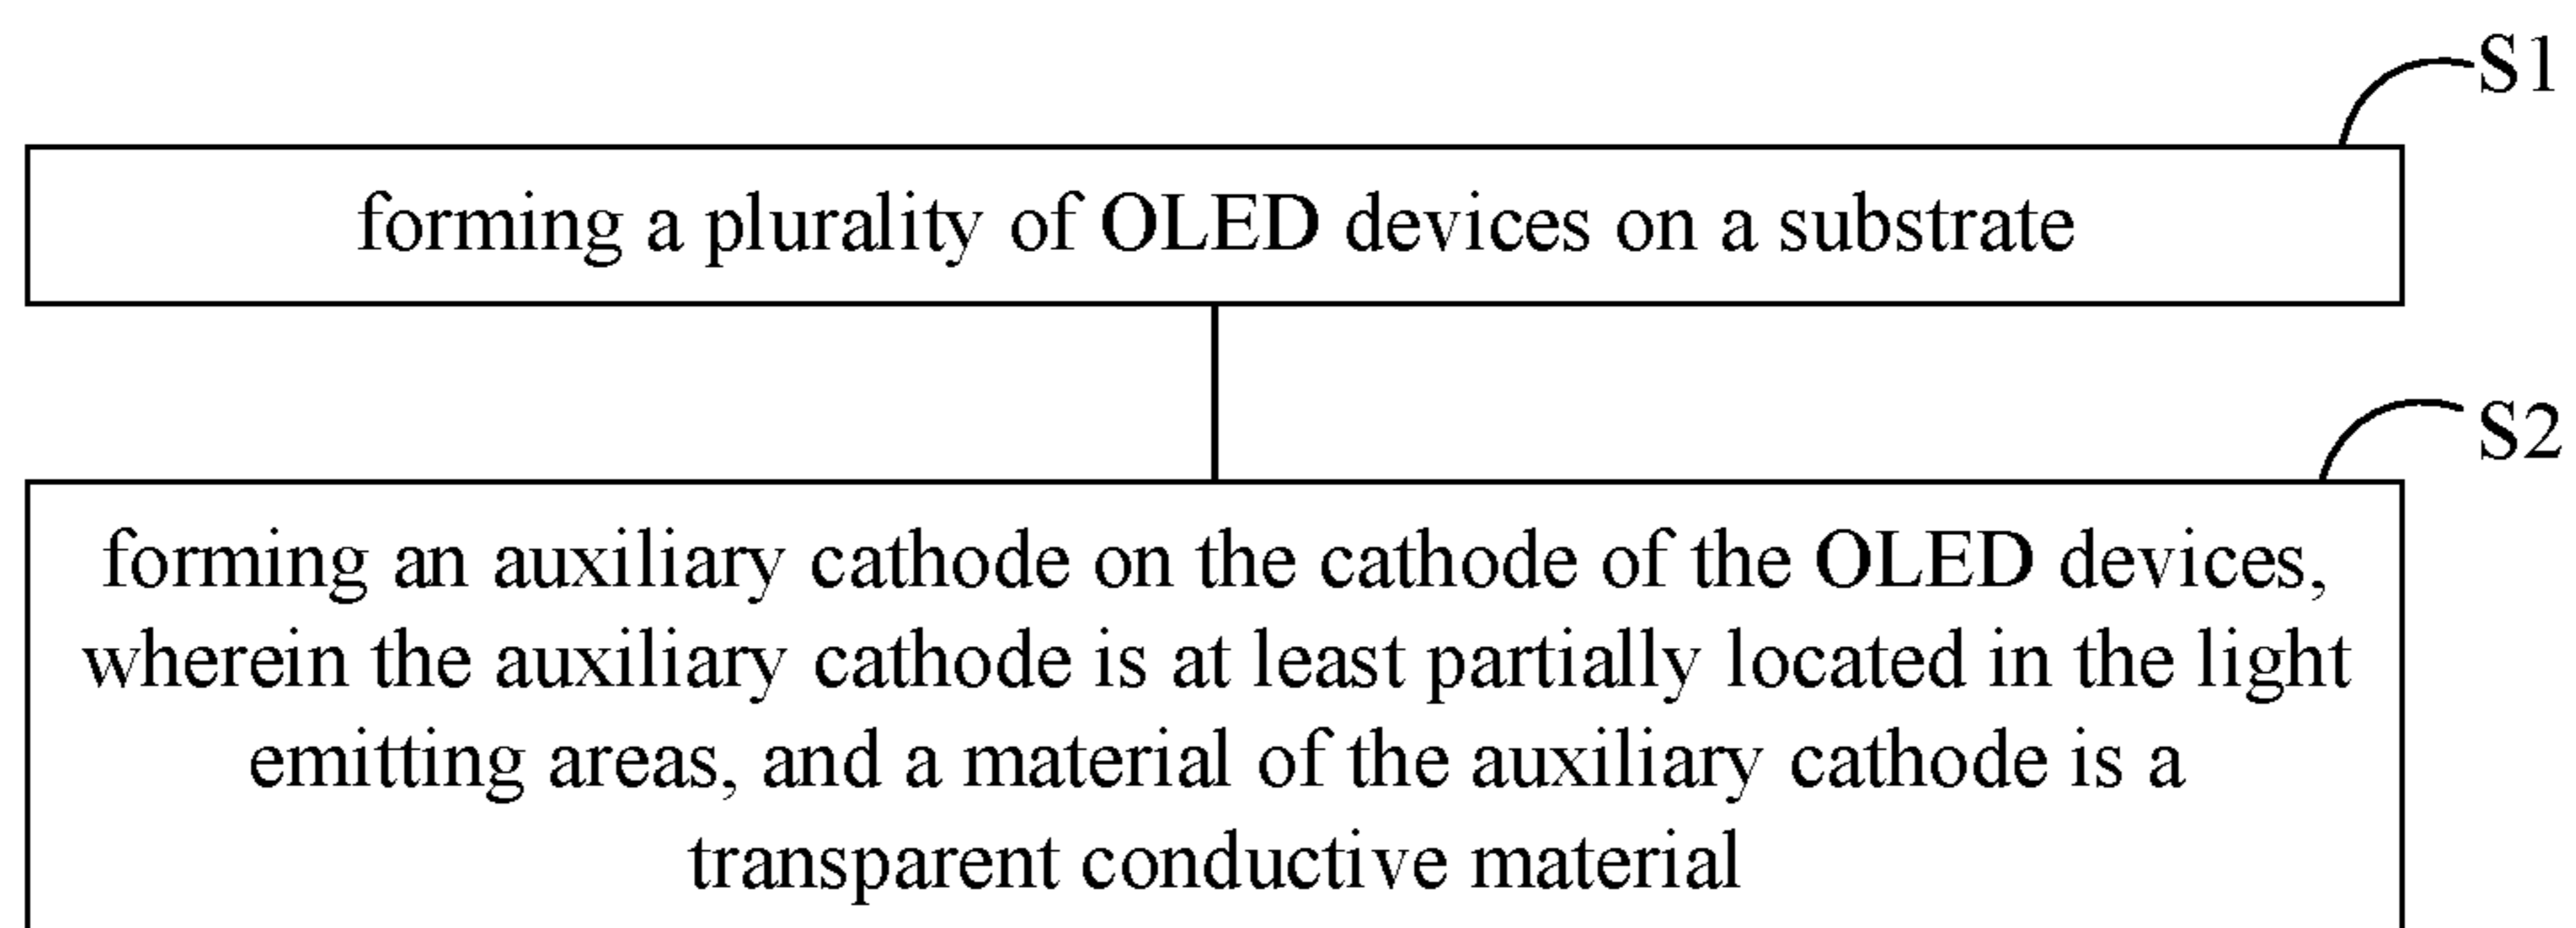 S1
forming a plurality of OLED devices on a substrate
S2
forming an auxiliary cathode on the cathode of the OLED devices,
wherein the auxiliary cathode is at least partially located in the light
emitting areas, and a material of the auxiliary cathode is a
transparent conductive material